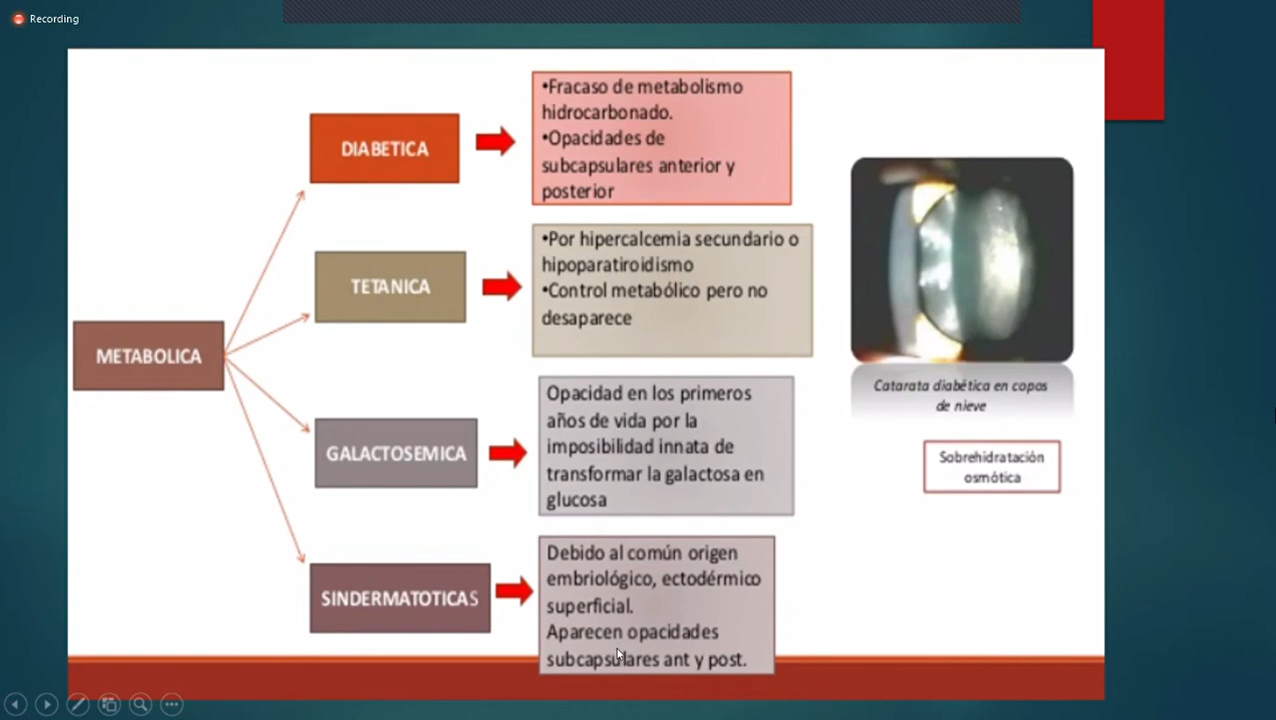 Recording
METABOLICA
DIABETICA
•Fracaso de metabolismo
hidrocarbonado.
•Opacidades de
subcapsulares anterior y
posterior
TETANICA
•Por hipercalcemia secundario o
hipoparatiroidismo
•Control metabólico pero no
desaparece
GALACTOSEMICA
Opacidad en los primeros
años de vida por la
imposibilidad innata de
transformar la galactosa en
glucosa
SINDERMATOTICAS
Debido al común origen
embriológico, ectodérmico
superficial.
Aparecen opacidades
subcapsulares ant y post.
Catarata diabética en copos
de nieve
Sobrehidratación
osmótica